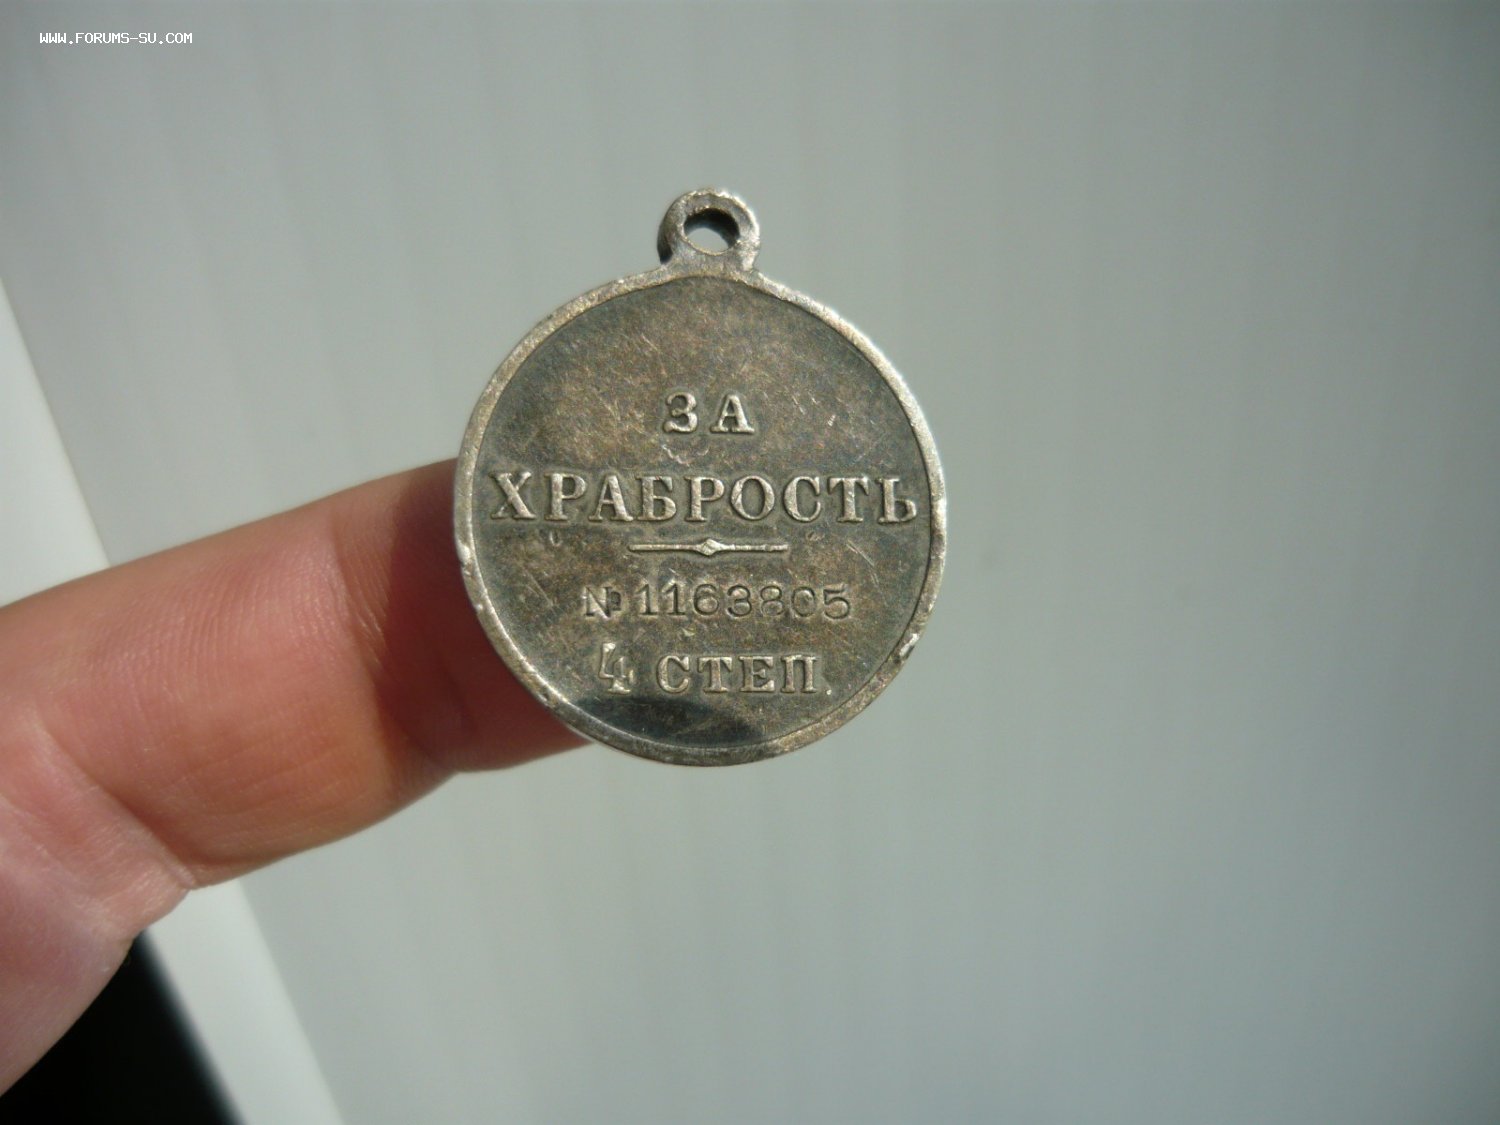 WWW.FORUMS-SU.COM
ЗА
ХРАБРОСТЬ
№ 1163805
4 СТЕП.